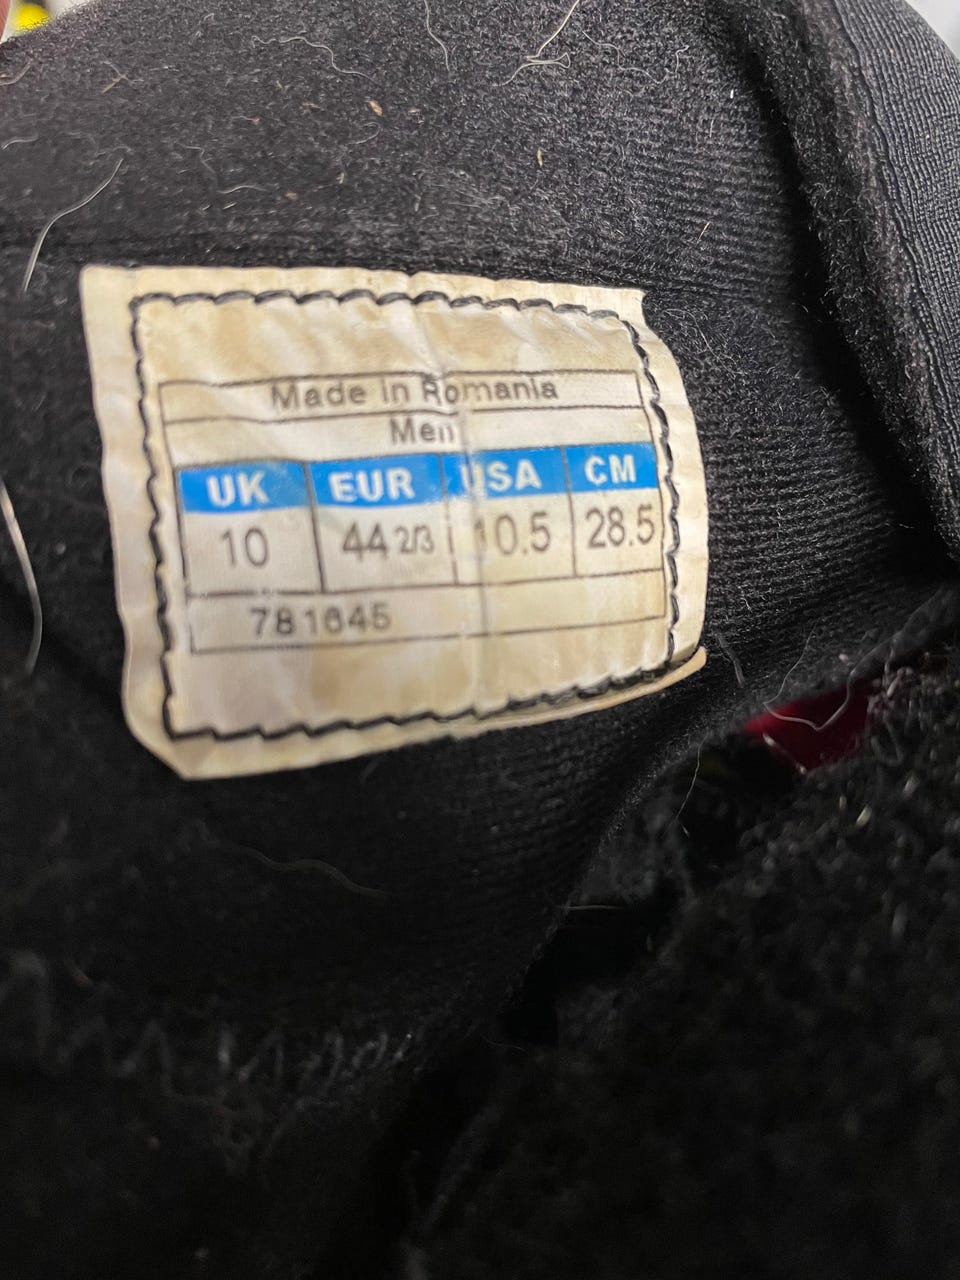 Made in Romania
Men
UK EUR USA CM
10 44 2/3 10.5 28.5
781645